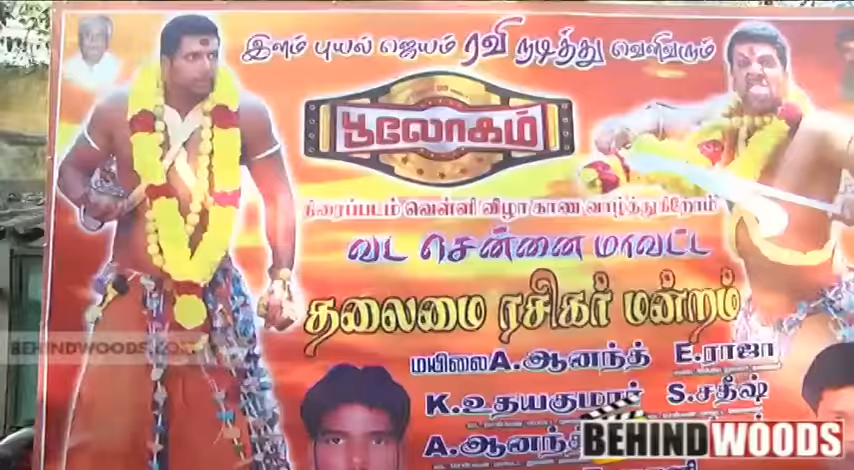 இளம் புயல் ஜெயம் ரவி நடித்து வெளிவரும்
பூலோகம்
திரைப்படம் வெள்ளி விழா காண வாழ்த்துகிறோம்
வட சென்னை மாவட்ட
தலைமை ரசிகர் மன்றம்
மயிலை A. ஆனந்த் E.ராஜா
K. உதயகுமார் S.சதீஷ்
A. ஆனந்த்
BEHINDWOODS.COM
BEHINDWOODS